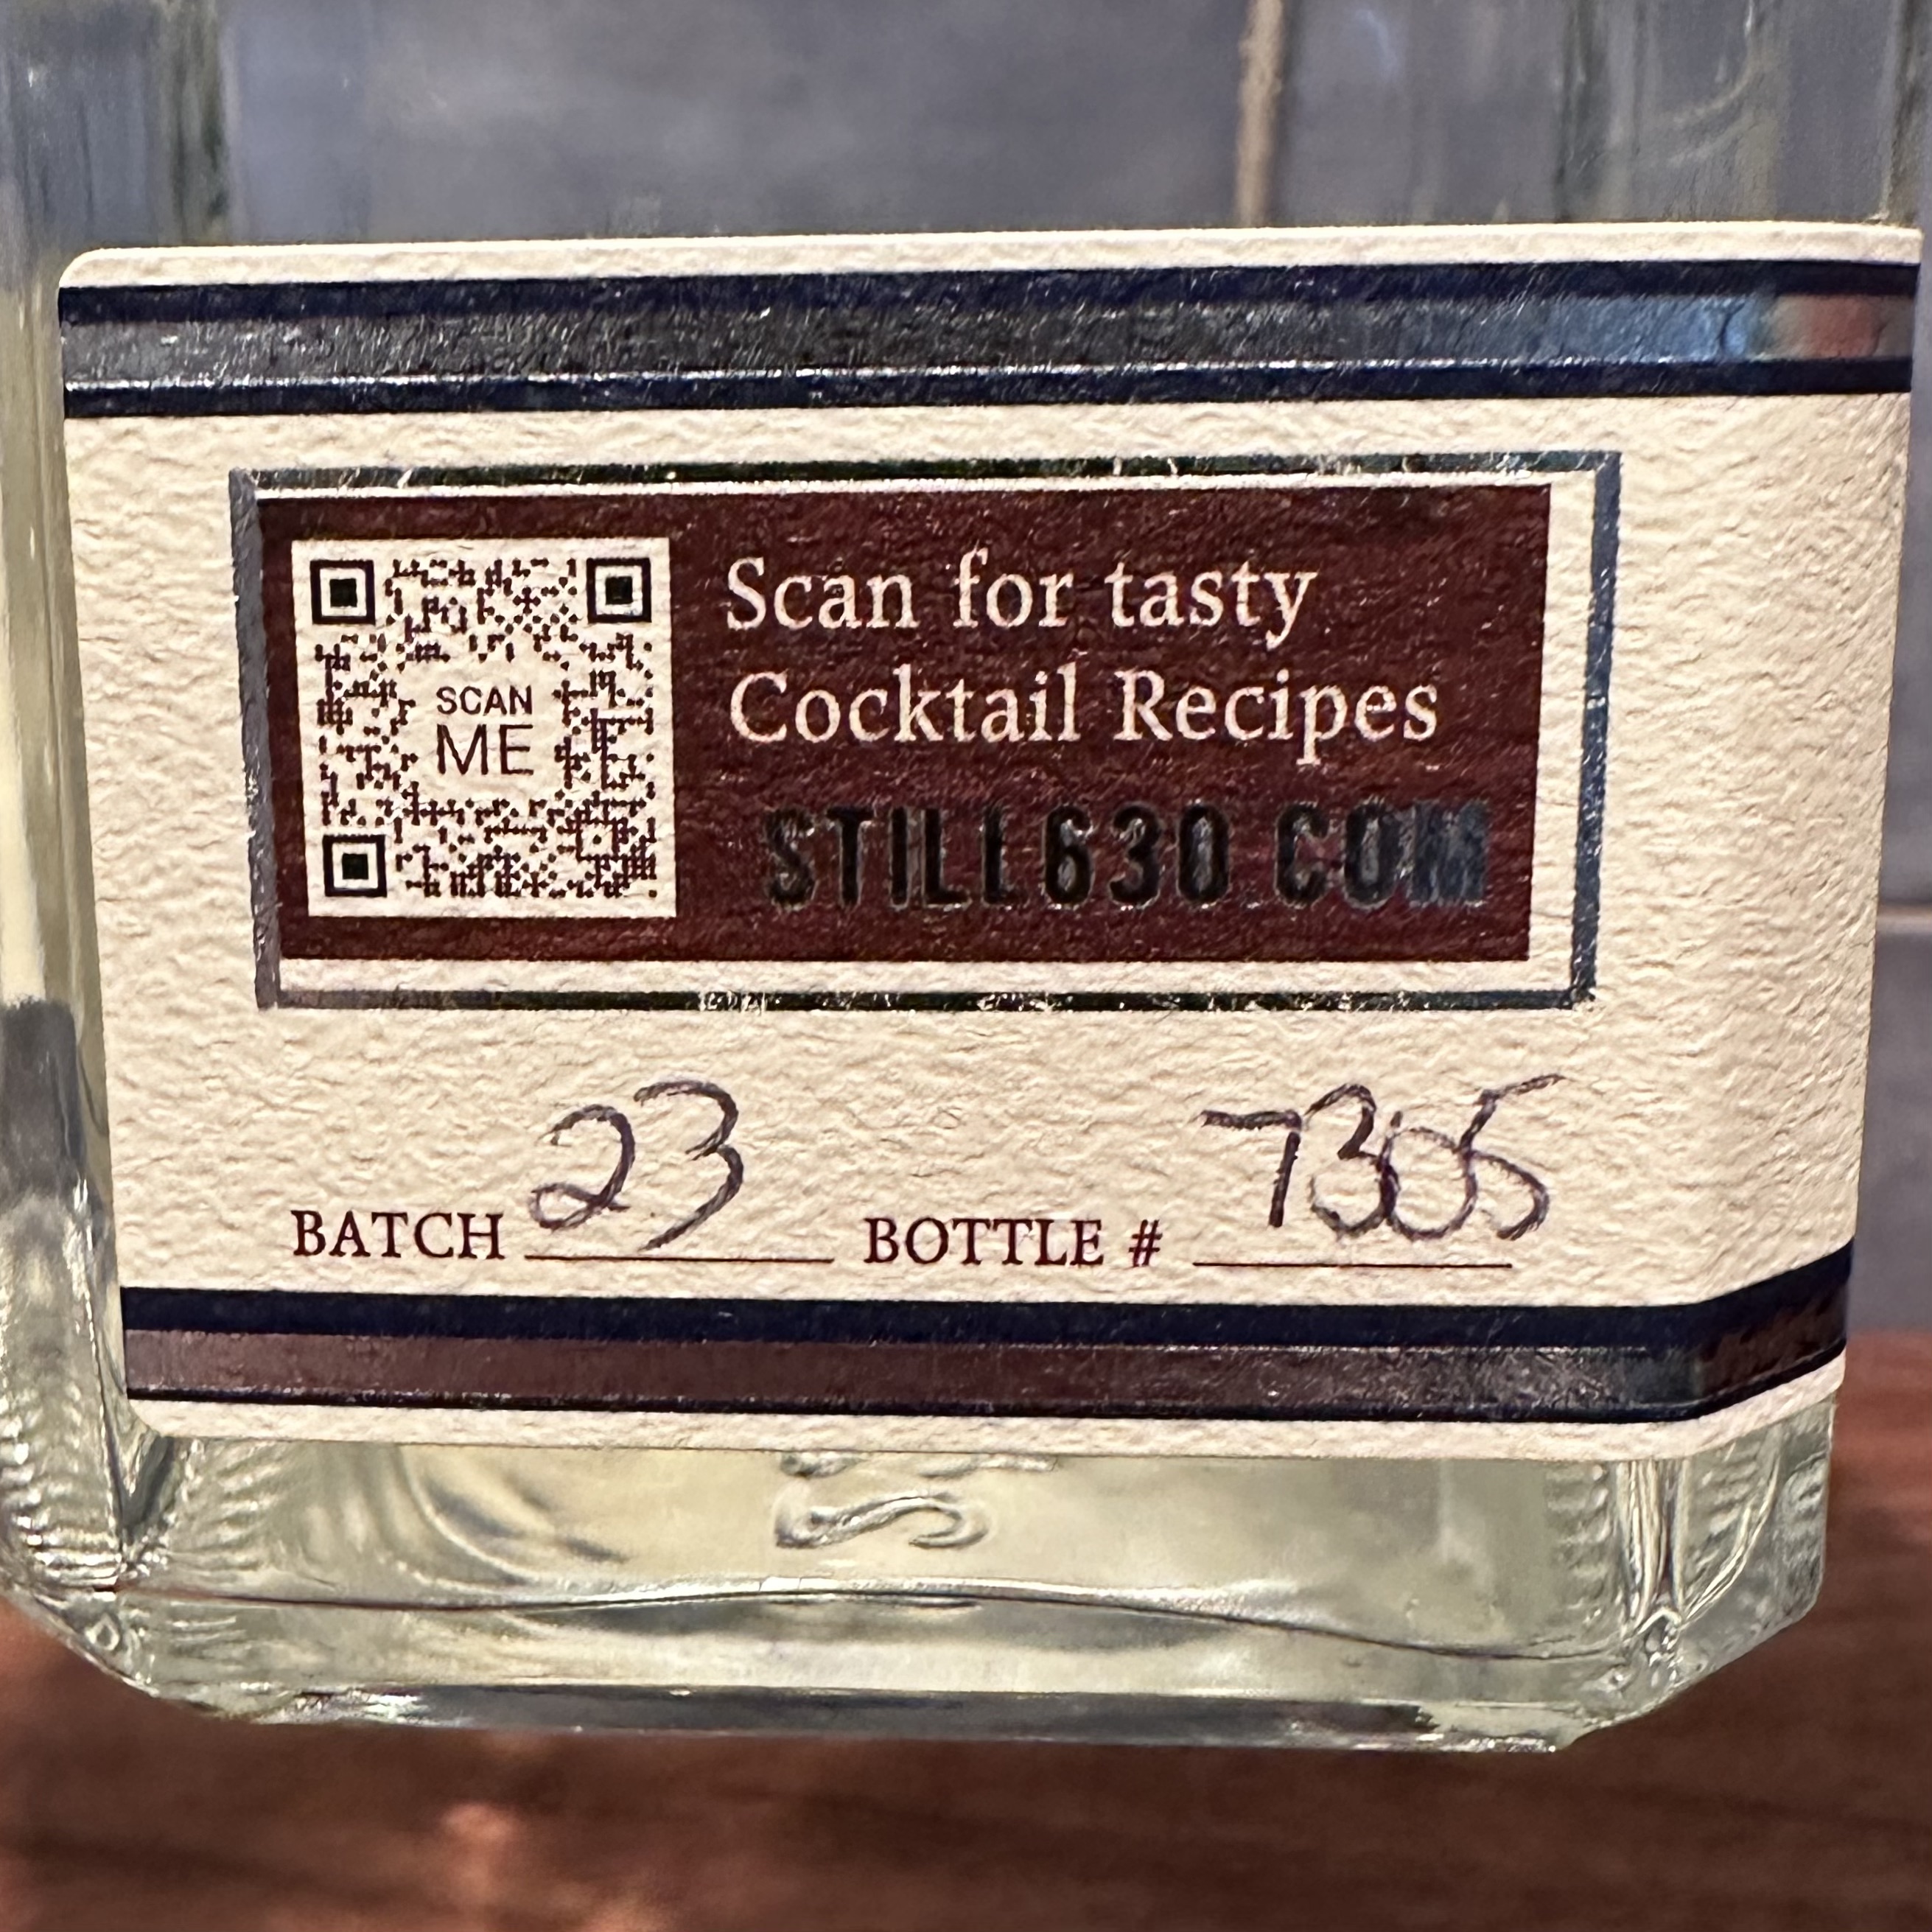 SCAN
ME
Scan for tasty
Cocktail Recipes
STILL630.COM
BATCH 23 BOTTLE # 7305